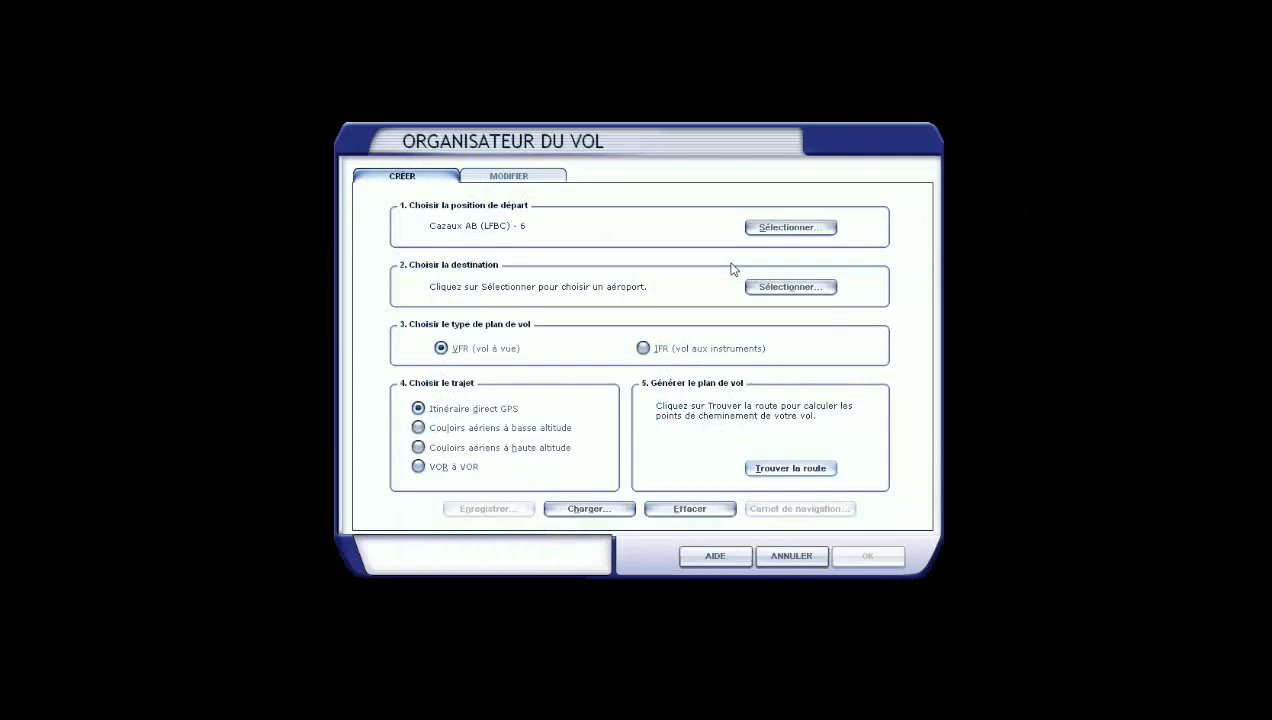 ORGANISATEUR DU VOL
CRÉER
MODIFIER
1. Choisir la position de départ
Cazaux AB (LFBC) - 6
Sélectionner...
2. Choisir la destination
Cliquez sur Sélectionner pour choisir un aéroport.
Sélectionner...
3. Choisir le type de plan de vol
VFR (vol à vue)
IFR (vol aux instruments)
4. Choisir le trajet
Itinéraire direct GPS
Couloirs aériens à basse altitude
Couloirs aériens à haute altitude
VOR à VOR
5. Générer le plan de vol
Cliquez sur Trouver la route pour calculer les
points de cheminement de votre vol.
Trouver la route
Enregistrer...
Charger...
Effacer
Carnet de navigation...
AIDE
ANNULER
OK